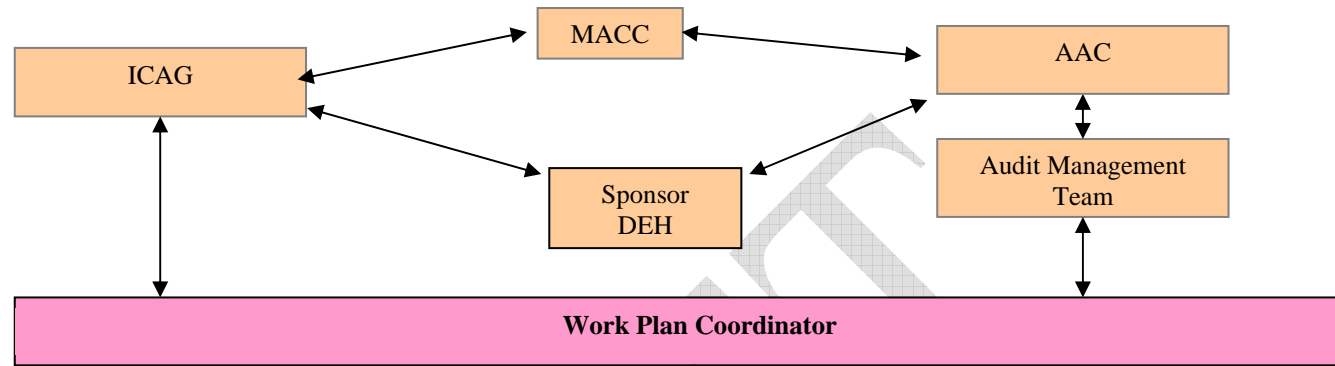 MACC
ICAG
AAC
Audit Management
Team
Sponsor
DEH
Work Plan Coordinator